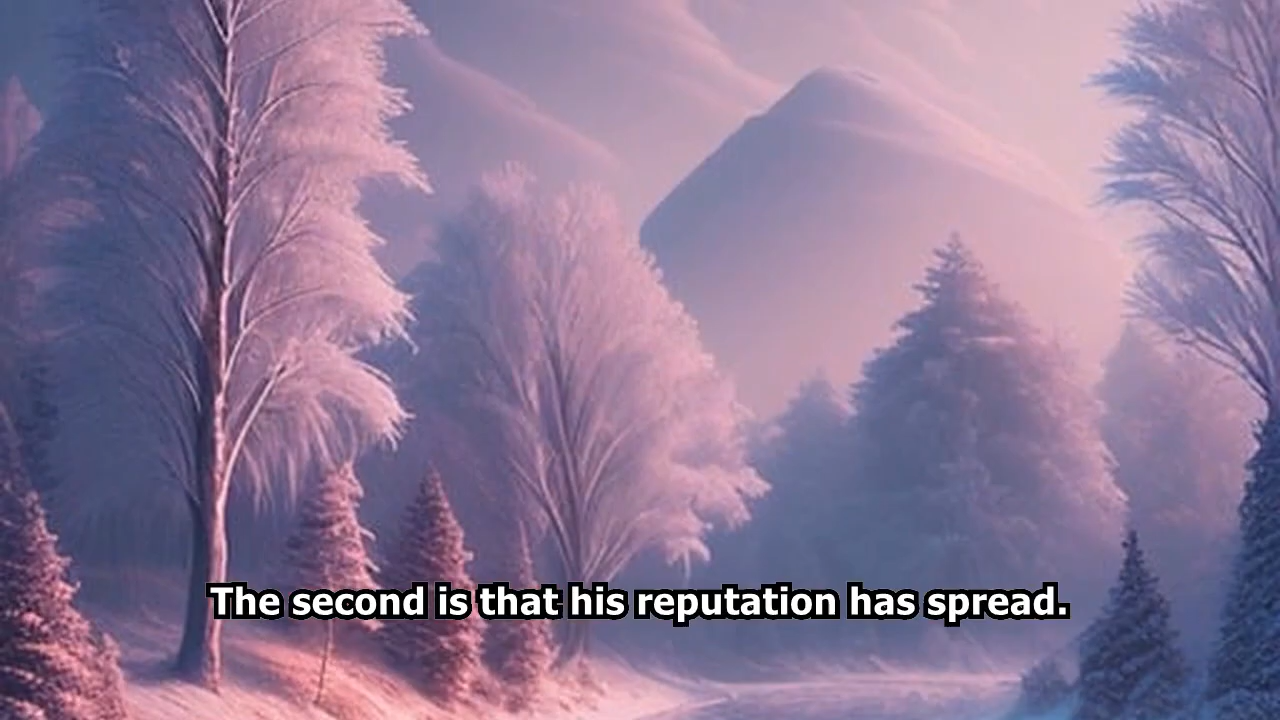 The second is that his reputation has spread.